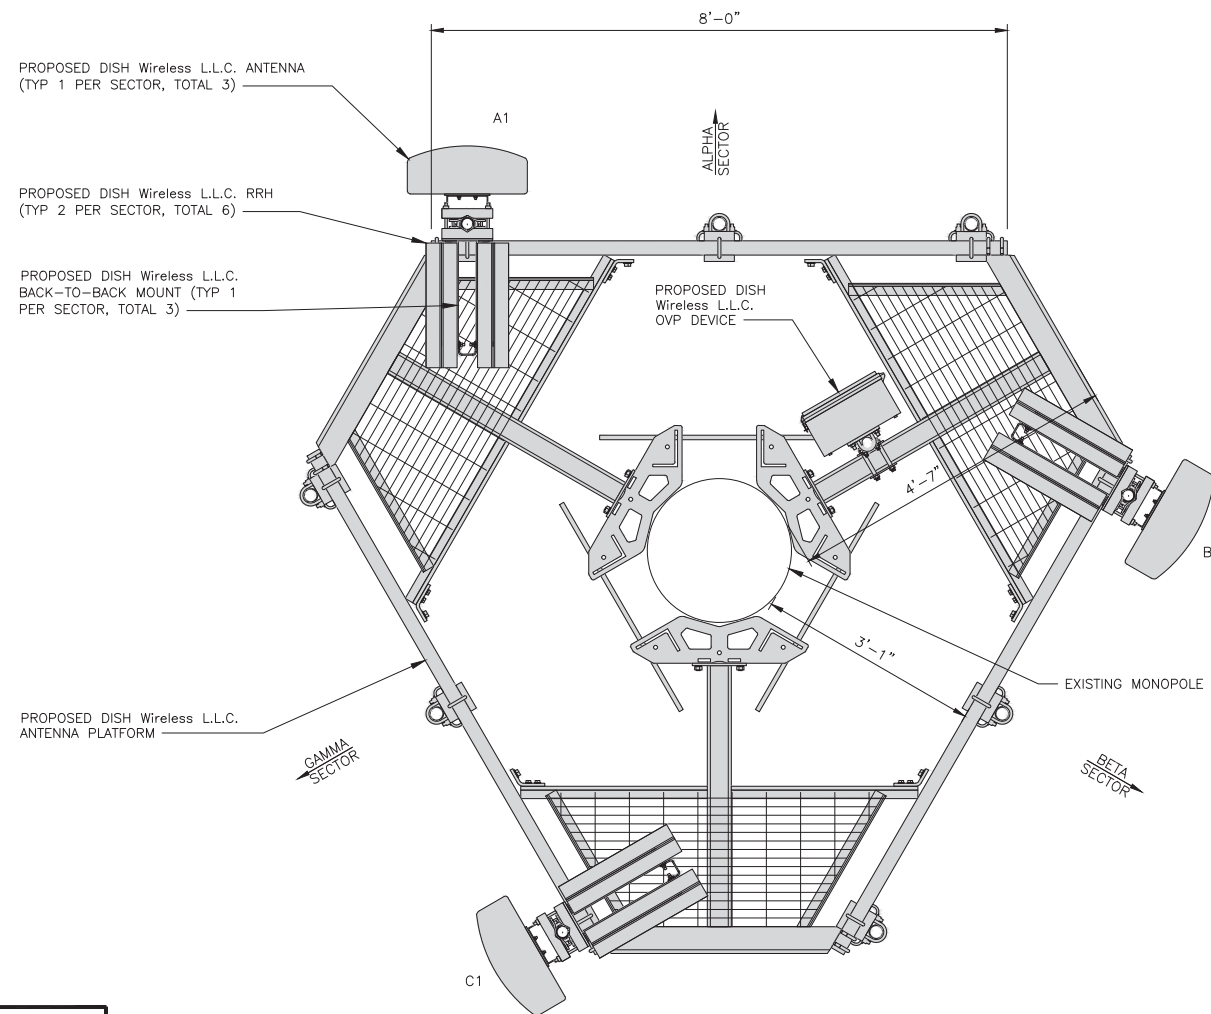 8'-0"
PROPOSED DISH Wireless L.L.C. ANTENNA
(TYP 1 PER SECTOR, TOTAL 3)
A1
ALPHA
SECTOR
PROPOSED DISH Wireless L.L.C. RRH
(TYP 2 PER SECTOR, TOTAL 6)
PROPOSED DISH Wireless L.L.C.
BACK-TO-BACK MOUNT (TYP 1
PER SECTOR, TOTAL 3)
PROPOSED DISH
Wireless L.L.C.
OVP DEVICE
4'-7"
B
3'-1"
EXISTING MONOPOLE
PROPOSED DISH Wireless L.L.C.
ANTENNA PLATFORM
GAMMA
SECTOR
BETA
SECTOR
C1